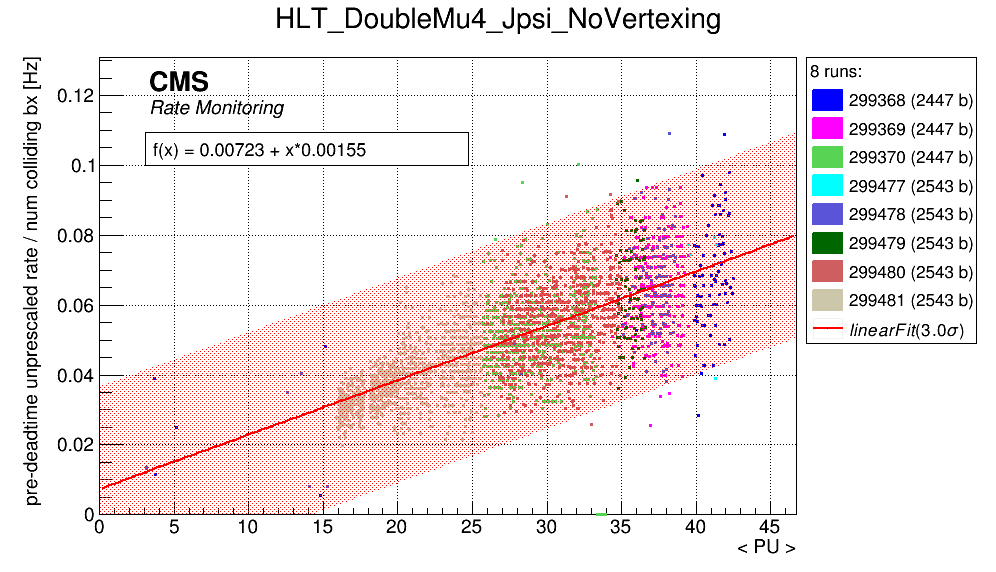 HLT_DoubleMu4_Jpsi_NoVertexing
pre-deadtime unprescaled rate / num colliding bx [Hz]
CMS
Rate Monitoring
f(x) = 0.00723 + x*0.00155
0.12
0.1
0.08
0.06
0.04
0.02
0
0 5 10 15 20 25 30 35 40 45
< PU >
8 runs:
299368 (2447 b)
299369 (2447 b)
299370 (2447 b)
299477 (2543 b)
299478 (2543 b)
299479 (2543 b)
299480 (2543 b)
299481 (2543 b)
linearFit(3.0σ)